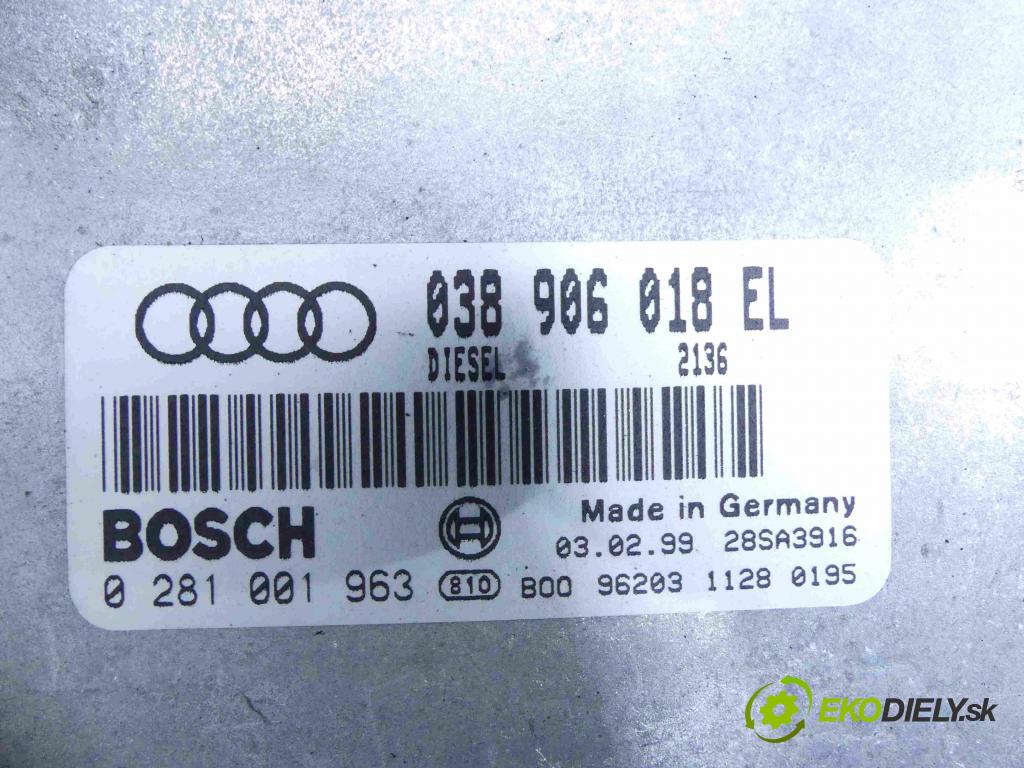 038 906 018 EL
DIESEL 2136
BOSCH
Made in Germany
03.02.99 28SA3916
0 281 001 963 810 B00 96203 1128 0195
EKODIELY.sk